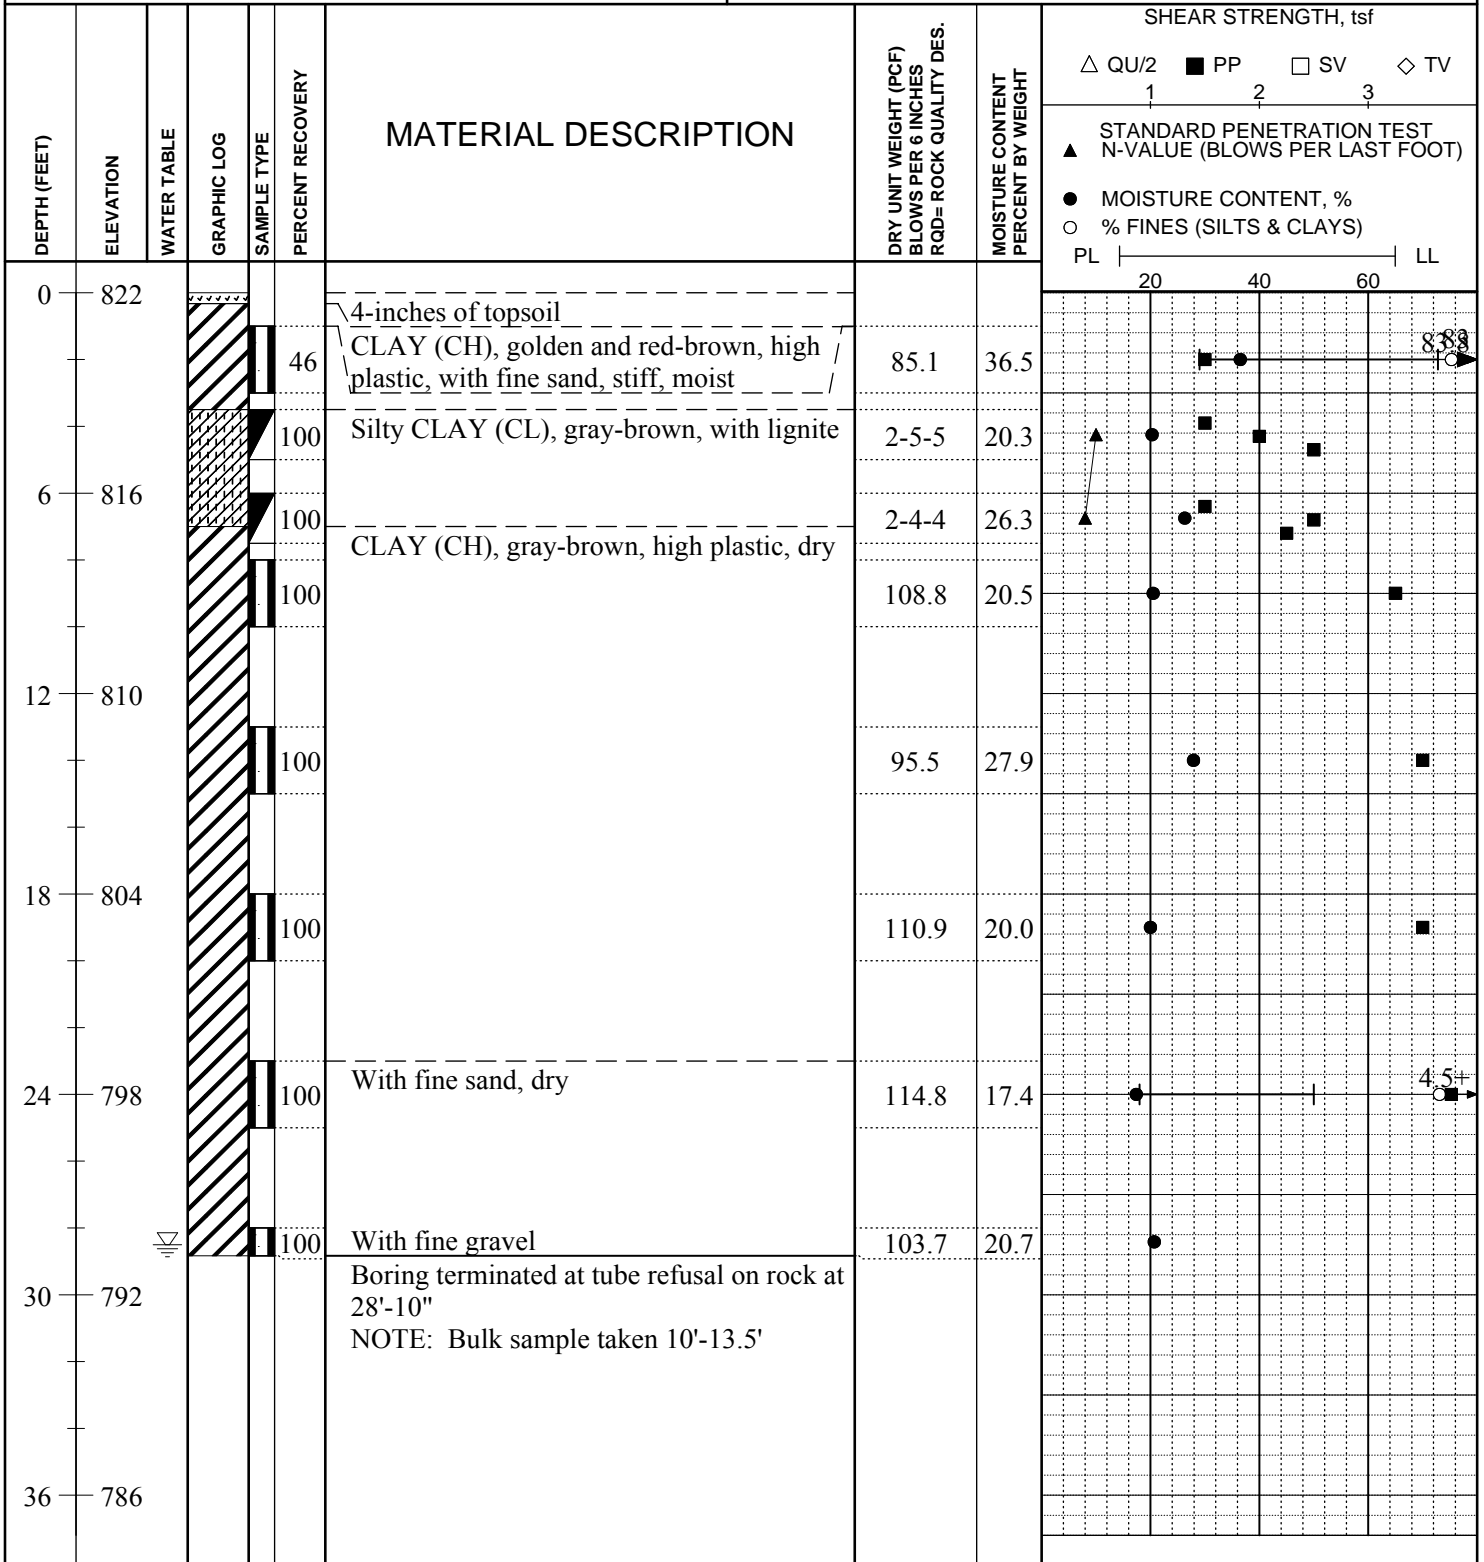 SHEAR STRENGTH, tsf
QU/2 PP SV TV
1 2 3
STANDARD PENETRATION TEST
N-VALUE (BLOWS PER LAST FOOT)
MOISTURE CONTENT, %
% FINES (SILTS & CLAYS)
PL LL
20 40 60
DEPTH (FEET)
ELEVATION
WATER TABLE
GRAPHIC LOG
SAMPLE TYPE
PERCENT RECOVERY
MATERIAL DESCRIPTION
DRY UNIT WEIGHT (PCF)
BLOWS PER 6 INCHES
RQD= ROCK QUALITY DES.
MOISTURE CONTENT
PERCENT BY WEIGHT
0 822
4-inches of topsoil
CLAY (CH), golden and red-brown, high
plastic, with fine sand, stiff, moist
46 85.1 36.5
Silty CLAY (CL), gray-brown, with lignite
100 2-5-5 20.3
6 816
100 2-4-4 26.3
CLAY (CH), gray-brown, high plastic, dry
100 108.8 20.5
12 810
100 95.5 27.9
18 804
100 110.9 20.0
With fine sand, dry
24 798 100 114.8 17.4 4.5+
100 With fine gravel 103.7 20.7
Boring terminated at tube refusal on rock at
28'-10"
NOTE: Bulk sample taken 10'-13.5'
30 792
36 786